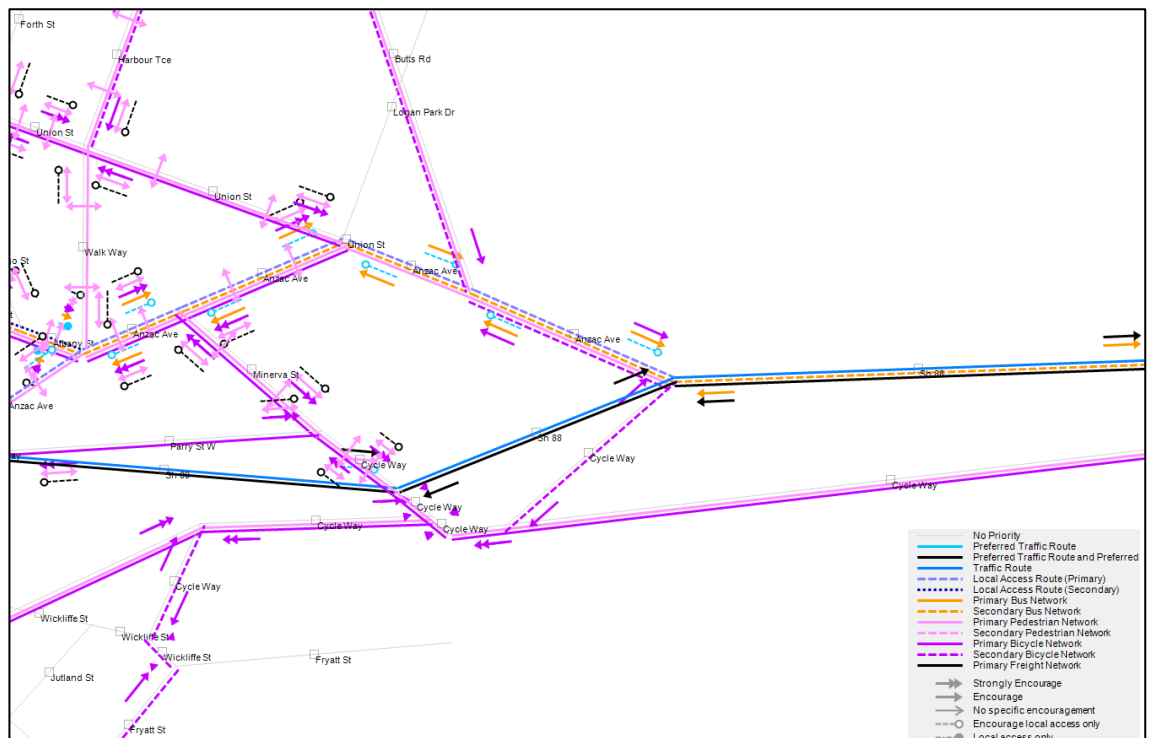 Forth St
Harbour Tce
Butts Rd
Logan Park Dr
Union St
Union St
Union St
Walk Way
Anzac Ave
Anzac Ave
Anzac Ave
Anzac Ave
Albany St
Minerva St
Sh 88
Anzac Ave
Parry St W
Sh 88
Cycle Way
Sh 88
Cycle Way
Cycle Way
Cycle Way
Cycle Way
Cycle Way
Cycle Way
Wickliffe St
Wickliffe St
Wickliffe St
Fryatt St
Jutland St
Fryatt St
No Priority
Preferred Traffic Route
Preferred Traffic Route and Preferred
Traffic Route
Local Access Route (Primary)
Local Access Route (Secondary)
Primary Bus Network
Secondary Bus Network
Primary Pedestrian Network
Secondary Pedestrian Network
Primary Bicycle Network
Secondary Bicycle Network
Primary Freight Network
Strongly Encourage
Encourage
No specific encouragement
Encourage local access only
Local access only